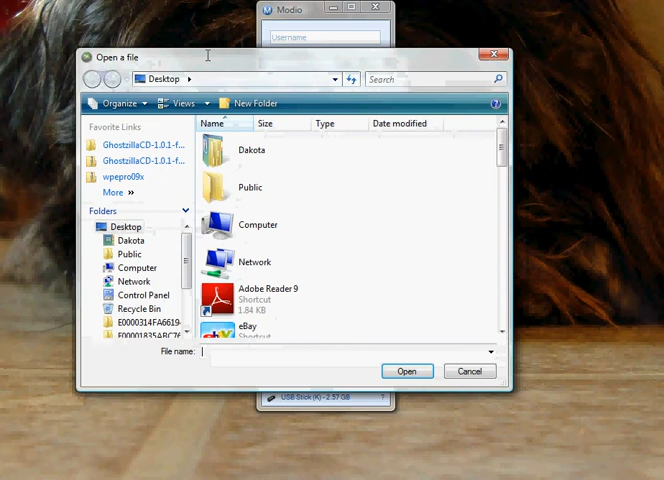 Modio
Username
Open a file
Desktop
Search
Organize
Views
New Folder
Favorite Links
GhostzillaCD-1.0.1-f...
GhostzillaCD-1.0.1-f...
wpepro09x
More
Folders
Desktop
Dakota
Public
Computer
Network
Control Panel
Recycle Bin
E0000314FA6619
E00001835ABC76
Name
Size
Type
Date modified
Dakota
Public
Computer
Network
Adobe Reader 9
Shortcut
1.84 KB
eBay
Shortcut
File name:
Open
Cancel
USB Stick (K) - 2.57 GB
?